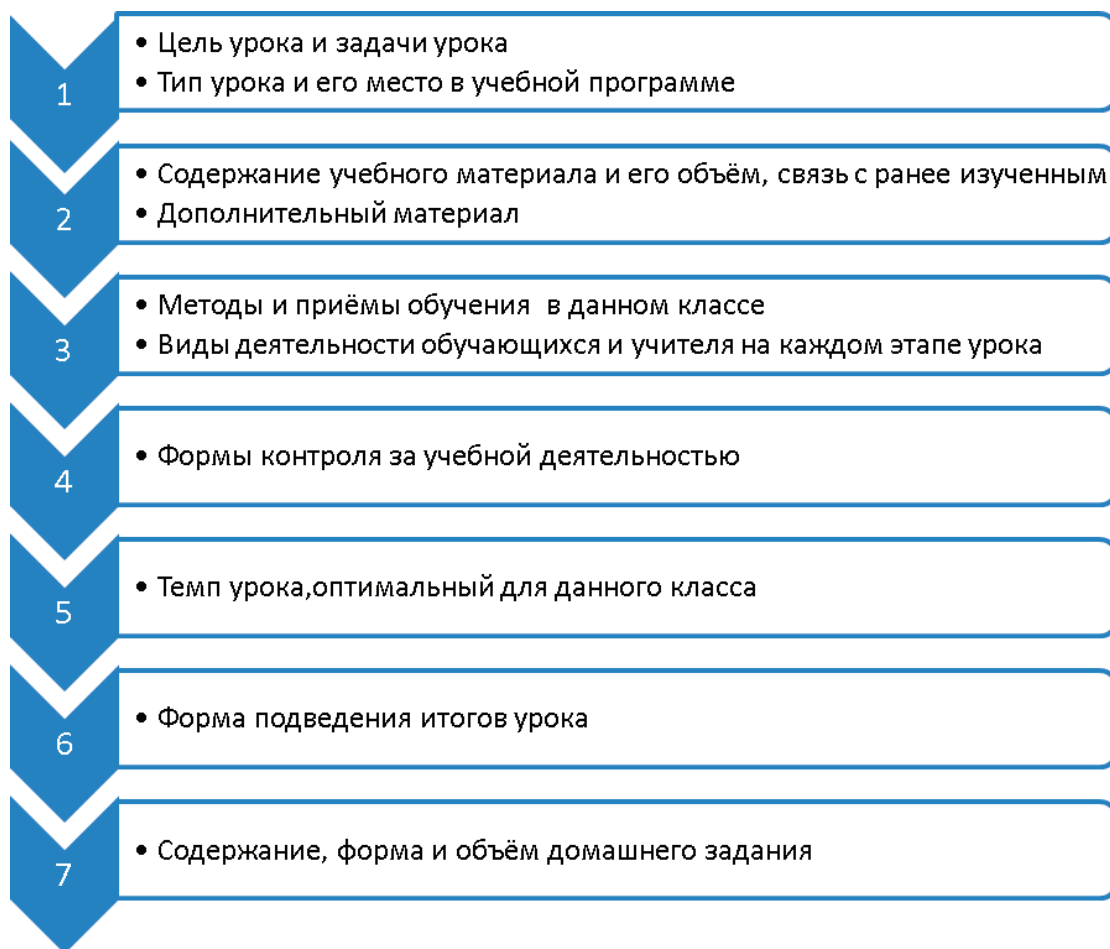 1
• Цель урока и задачи урока
• Тип урока и его место в учебной программе
2
• Содержание учебного материала и его объём, связь с ранее изученным
• Дополнительный материал
3
• Методы и приёмы обучения  в данном классе
• Виды деятельности обучающихся и учителя на каждом этапе урока
4
• Формы контроля за учебной деятельностью
5
• Темп урока,оптимальный для данного класса
6
• Форма подведения итогов урока
7
• Содержание, форма и объём домашнего задания